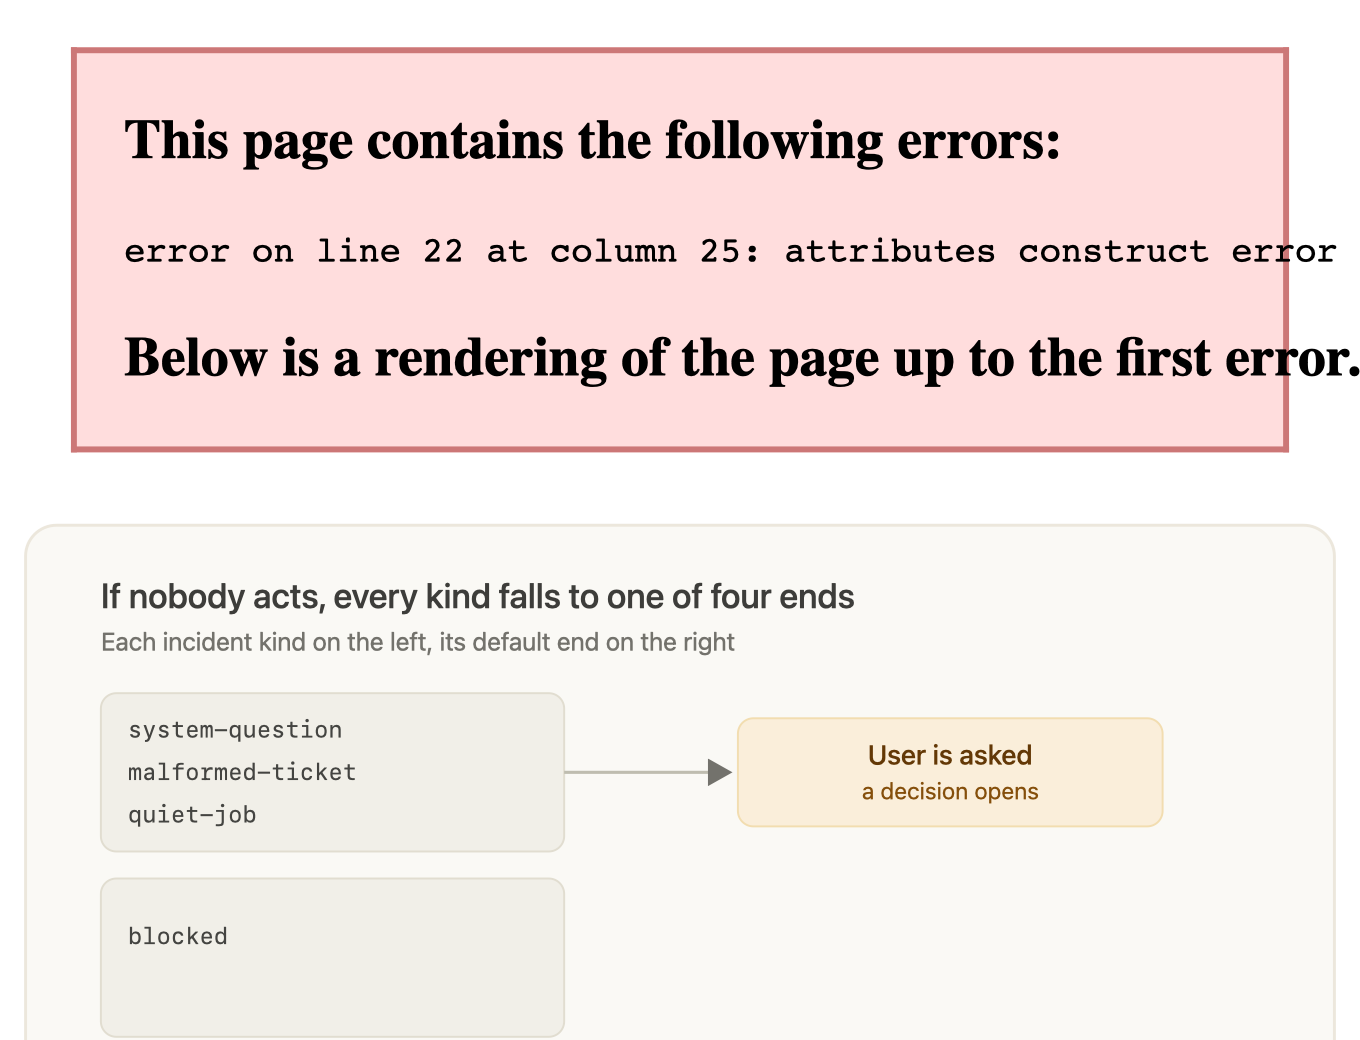 This page contains the following errors:
error on line 22 at column 25: attributes construct error
Below is a rendering of the page up to the first error.
If nobody acts, every kind falls to one of four ends
Each incident kind on the left, its default end on the right
system-question
malformed-ticket
quiet-job
User is asked
a decision opens
blocked